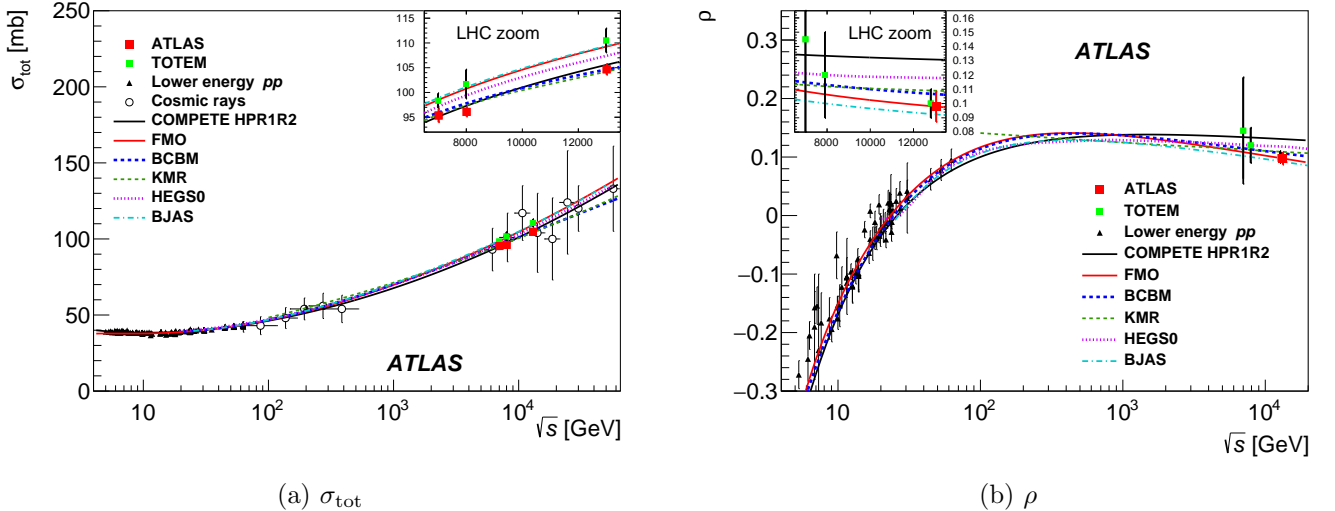 σtot [mb]
250
200
150
100
50
0
ATLAS
TOTEM
Lower energy pp
Cosmic rays
COMPETE HPR1R2
FMO
BCBM
KMR
HEGS0
BJAS
LHC zoom
115
110
105
100
95
8000 10000 12000
ATLAS
10 10² 10³ 10⁴
√s [GeV]
(a) σtot
ρ
0.3
0.2
0.1
0
−0.1
−0.2
−0.3
LHC zoom
0.16
0.15
0.14
0.13
0.12
0.11
0.1
0.09
0.08
8000 10000 12000
ATLAS
ATLAS
TOTEM
Lower energy pp
COMPETE HPR1R2
FMO
BCBM
KMR
HEGS0
BJAS
10 10² 10³ 10⁴
√s [GeV]
(b) ρ